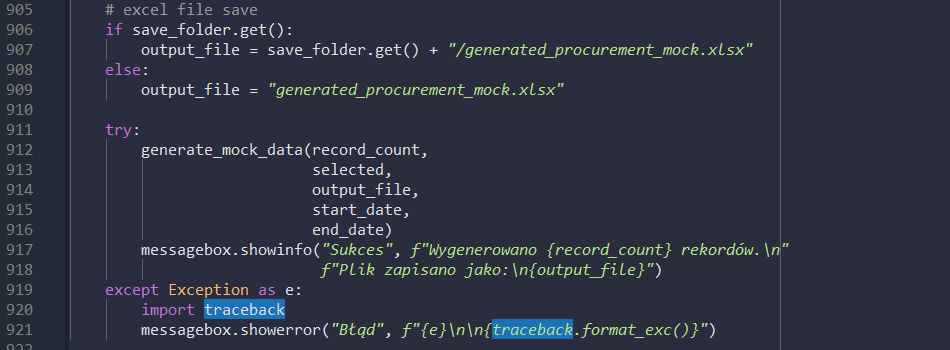 905 # excel file save
906 if save_folder.get():
907 output_file = save_folder.get() + "/generated_procurement_mock.xlsx"
908 else:
909 output_file = "generated_procurement_mock.xlsx"
910
911 try:
912 generate_mock_data(record_count,
913 selected,
914 output_file,
915 start_date,
916 end_date)
917 messagebox.showinfo("Sukces", f"Wygenerowano {record_count} rekordów.\n"
918 f"Plik zapisano jako:\n{output_file}")
919 except Exception as e:
920 import traceback
921 messagebox.showerror("Błąd", f"{e}\n\n{traceback.format_exc()}")
922